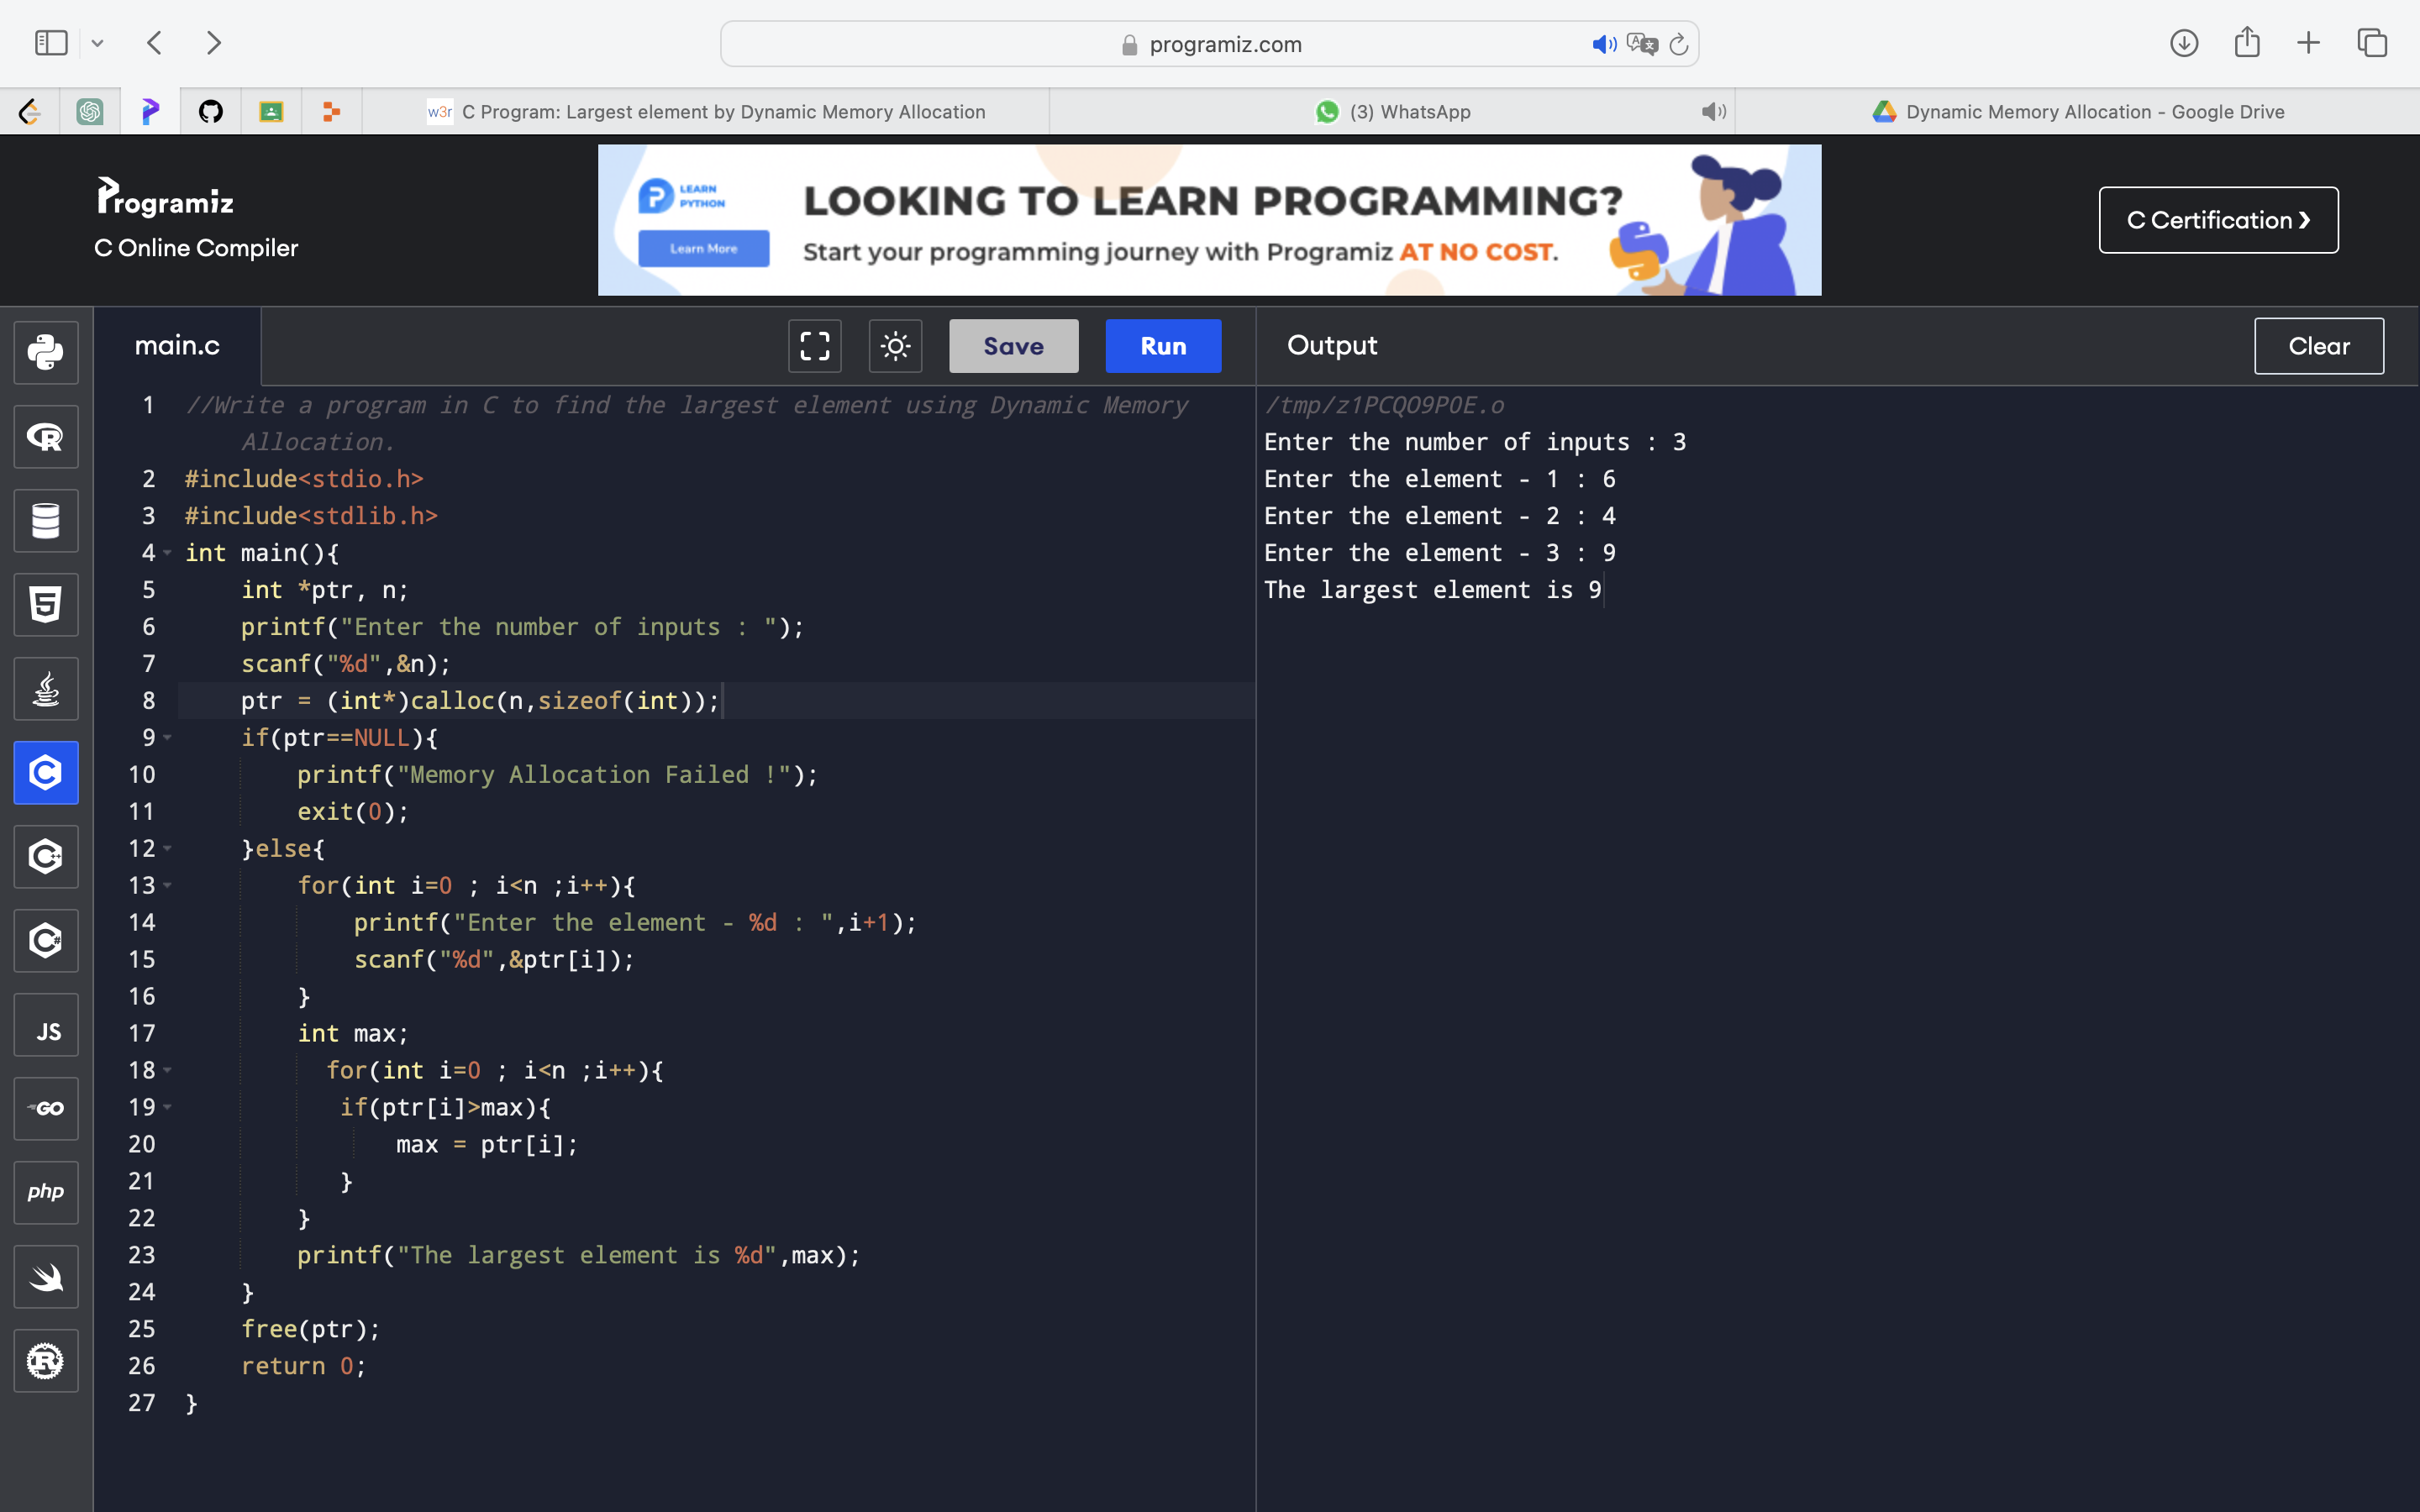 programiz.com
w3r C Program: Largest element by Dynamic Memory Allocation
(3) WhatsApp
Dynamic Memory Allocation - Google Drive
Programiz
C Online Compiler
LEARN
PYTHON
Learn More
LOOKING TO LEARN PROGRAMMING?
Start your programming journey with Programiz AT NO COST.
C Certification ❯
main.c
Save
Run
Output
Clear
1 //Write a program in C to find the largest element using Dynamic Memory
Allocation.
2 #include<stdio.h>
3 #include<stdlib.h>
4 int main(){
5 int *ptr, n;
6 printf("Enter the number of inputs : ");
7 scanf("%d",&n);
8 ptr = (int*)calloc(n,sizeof(int));
9 if(ptr==NULL){
10 printf("Memory Allocation Failed !");
11 exit(0);
12 }else{
13 for(int i=0 ; i<n ;i++){
14 printf("Enter the element - %d : ",i+1);
15 scanf("%d",&ptr[i]);
16 }
17 int max;
18 for(int i=0 ; i<n ;i++){
19 if(ptr[i]>max){
20 max = ptr[i];
21 }
22 }
23 printf("The largest element is %d",max);
24 }
25 free(ptr);
26 return 0;
27 }
/tmp/z1PCQO9P0E.o
Enter the number of inputs : 3
Enter the element - 1 : 6
Enter the element - 2 : 4
Enter the element - 3 : 9
The largest element is 9
R
5
C
C++
C#
JS
GO
php
R